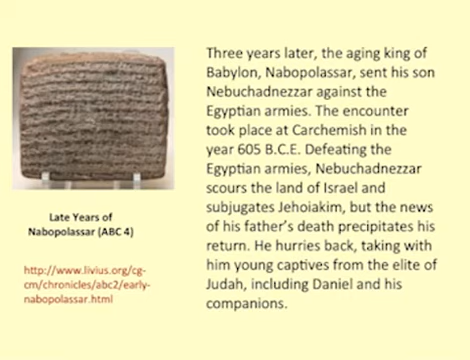 Three years later, the aging king of
Babylon, Nabopolassar, sent his son
Nebuchadnezzar against the
Egyptian armies. The encounter
took place at Carchemish in the
year 605 B.C.E. Defeating the
Egyptian armies, Nebuchadnezzar
scours the land of Israel and
subjugates Jehoiakim, but the news
of his father's death precipitates his
return. He hurries back, taking with
him young captives from the elite of
Judah, including Daniel and his
companions.
Late Years of
Nabopolassar (ABC 4)
http://www.livius.org/cg-
cm/chronicles/abc2/early-
nabopolassar.html